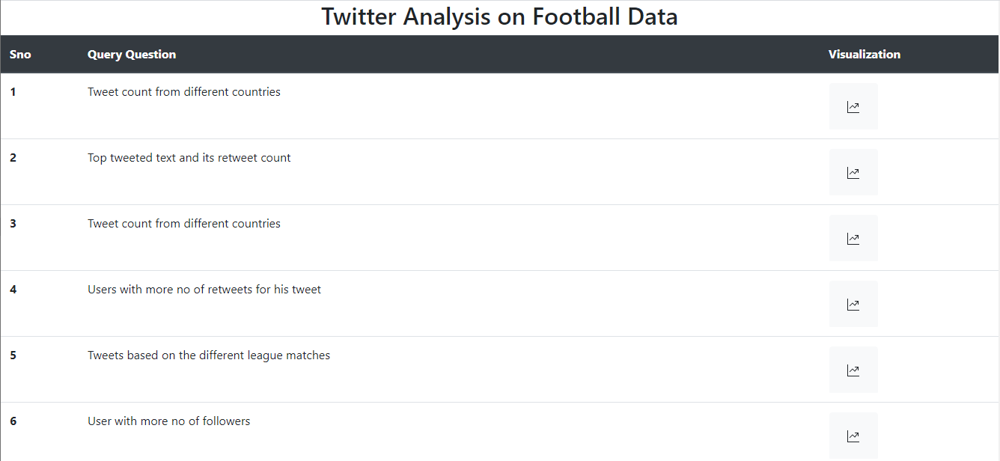 Twitter Analysis on Football Data
Sno Query Question Visualization
1 Tweet count from different countries
2 Top tweeted text and its retweet count
3 Tweet count from different countries
4 Users with more no of retweets for his tweet
5 Tweets based on the different league matches
6 User with more no of followers